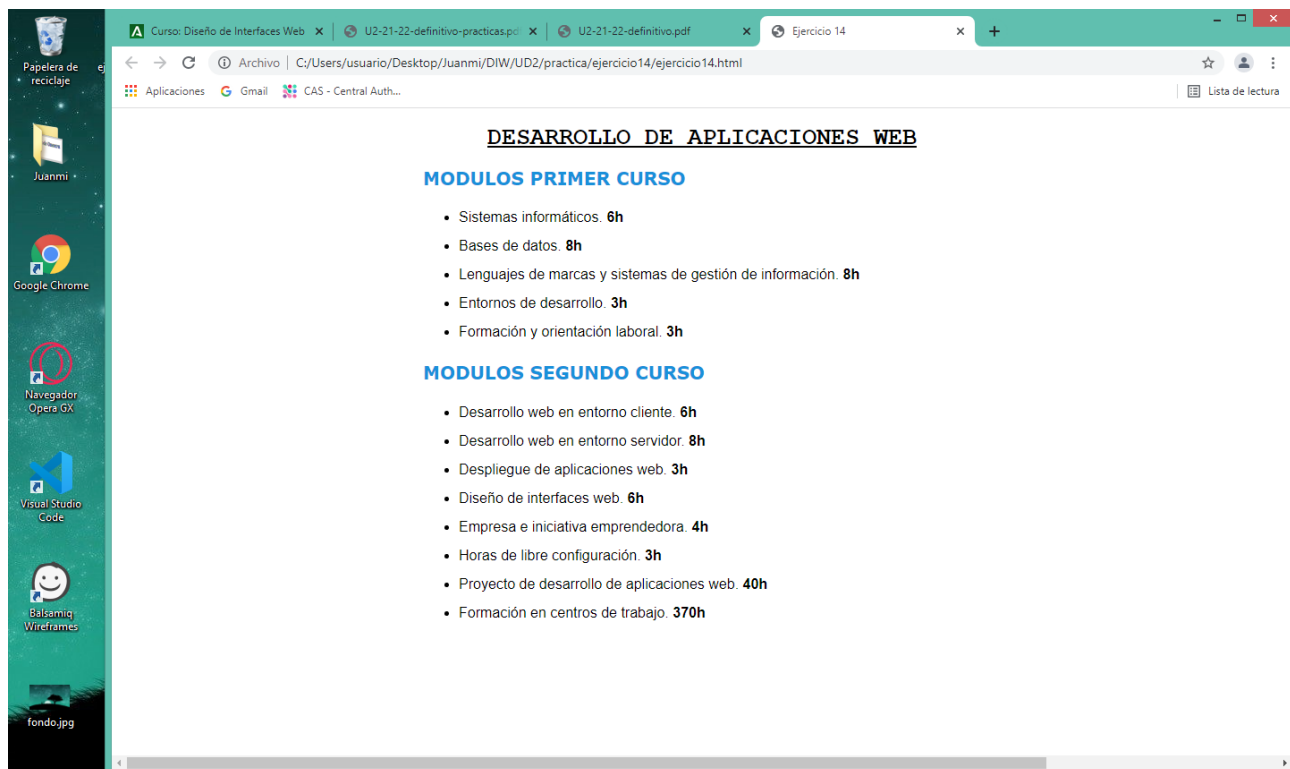 Papelera de reciclaje
ej
Juanmi
Google Chrome
Navegador Opera GX
Visual Studio Code
Balsamiq Wireframes
fondo.jpg
Curso: Diseño de Interfaces Web
U2-21-22-definitivo-practicas.pd
U2-21-22-definitivo.pdf
Ejercicio 14
Archivo | C:/Users/usuario/Desktop/Juanmi/DIW/UD2/practica/ejercicio14/ejercicio14.html
Aplicaciones
Gmail
CAS - Central Auth...
Lista de lectura
DESARROLLO DE APLICACIONES WEB
MODULOS PRIMER CURSO
• Sistemas informáticos. 6h
• Bases de datos. 8h
• Lenguajes de marcas y sistemas de gestión de información. 8h
• Entornos de desarrollo. 3h
• Formación y orientación laboral. 3h
MODULOS SEGUNDO CURSO
• Desarrollo web en entorno cliente. 6h
• Desarrollo web en entorno servidor. 8h
• Despliegue de aplicaciones web. 3h
• Diseño de interfaces web. 6h
• Empresa e iniciativa emprendedora. 4h
• Horas de libre configuración. 3h
• Proyecto de desarrollo de aplicaciones web. 40h
• Formación en centros de trabajo. 370h